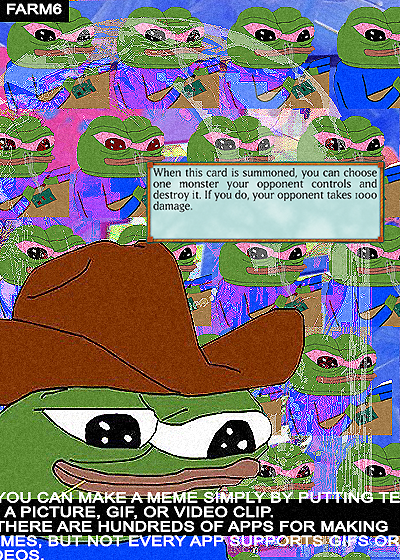 FARM6
When this card is summoned, you can choose
one monster your opponent controls and
destroy it. If you do, your opponent takes 1000
damage.
YOU CAN MAKE A MEME SIMPLY BY PUTTING TE
A PICTURE, GIF, OR VIDEO CLIP.
THERE ARE HUNDREDS OF APPS FOR MAKING
MES, BUT NOT EVERY APP SUPPORTS GIFS OR
DEOS.